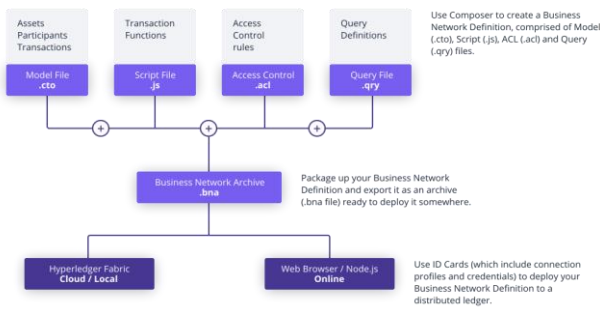 Assets
Participants
Transactions
Transaction
Functions
Access
Control
rules
Query
Definitions
Use Composer to create a Business
Network Definition, comprised of Model
(.cto), Script (.js), ACL (.acl) and Query
(.qry) files.
Model File
.cto
Script File
.js
Access Control
.acl
Query File
.qry
Business Network Archive
.bna
Package up your Business Network
Definition and export it as an archive
(.bna file) ready to deploy it somewhere.
Hyperledger Fabric
Cloud / Local
Web Browser / Node.js
Online
Use ID Cards (which include connection
profiles and credentials) to deploy your
Business Network Definition to a
distributed ledger.